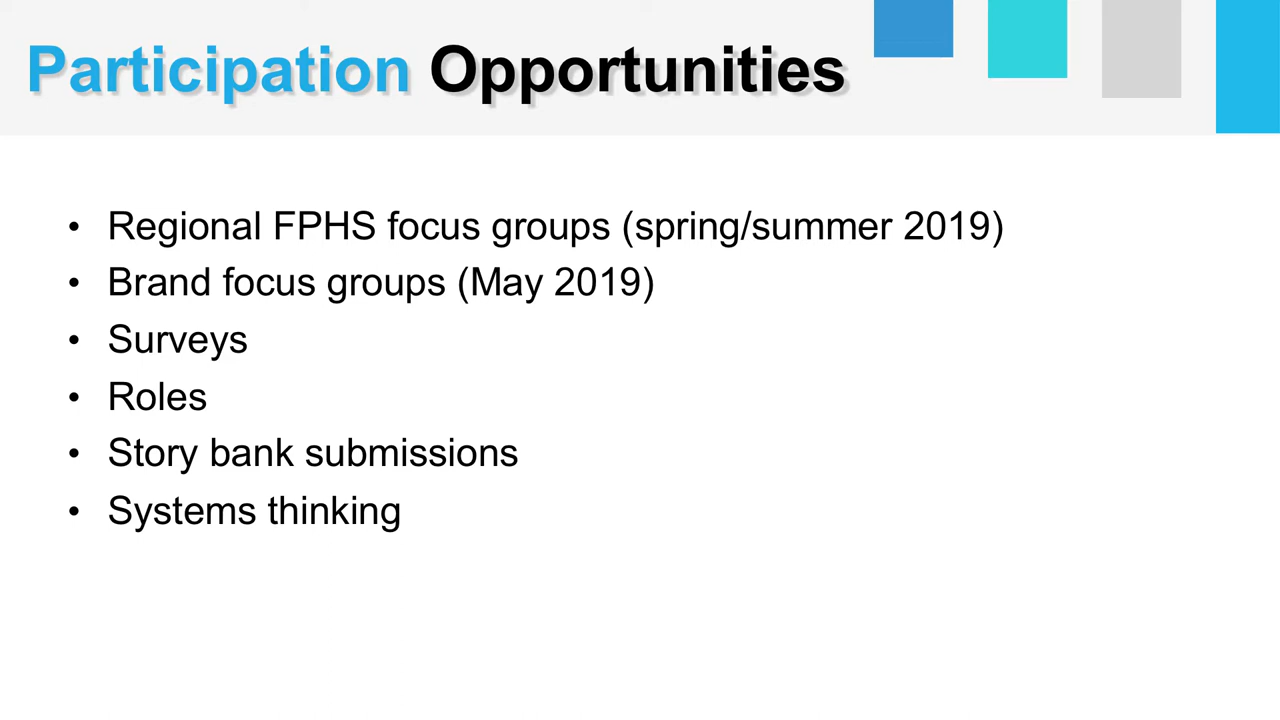 Participation Opportunities
• Regional FPHS focus groups (spring/summer 2019)
• Brand focus groups (May 2019)
• Surveys
• Roles
• Story bank submissions
• Systems thinking